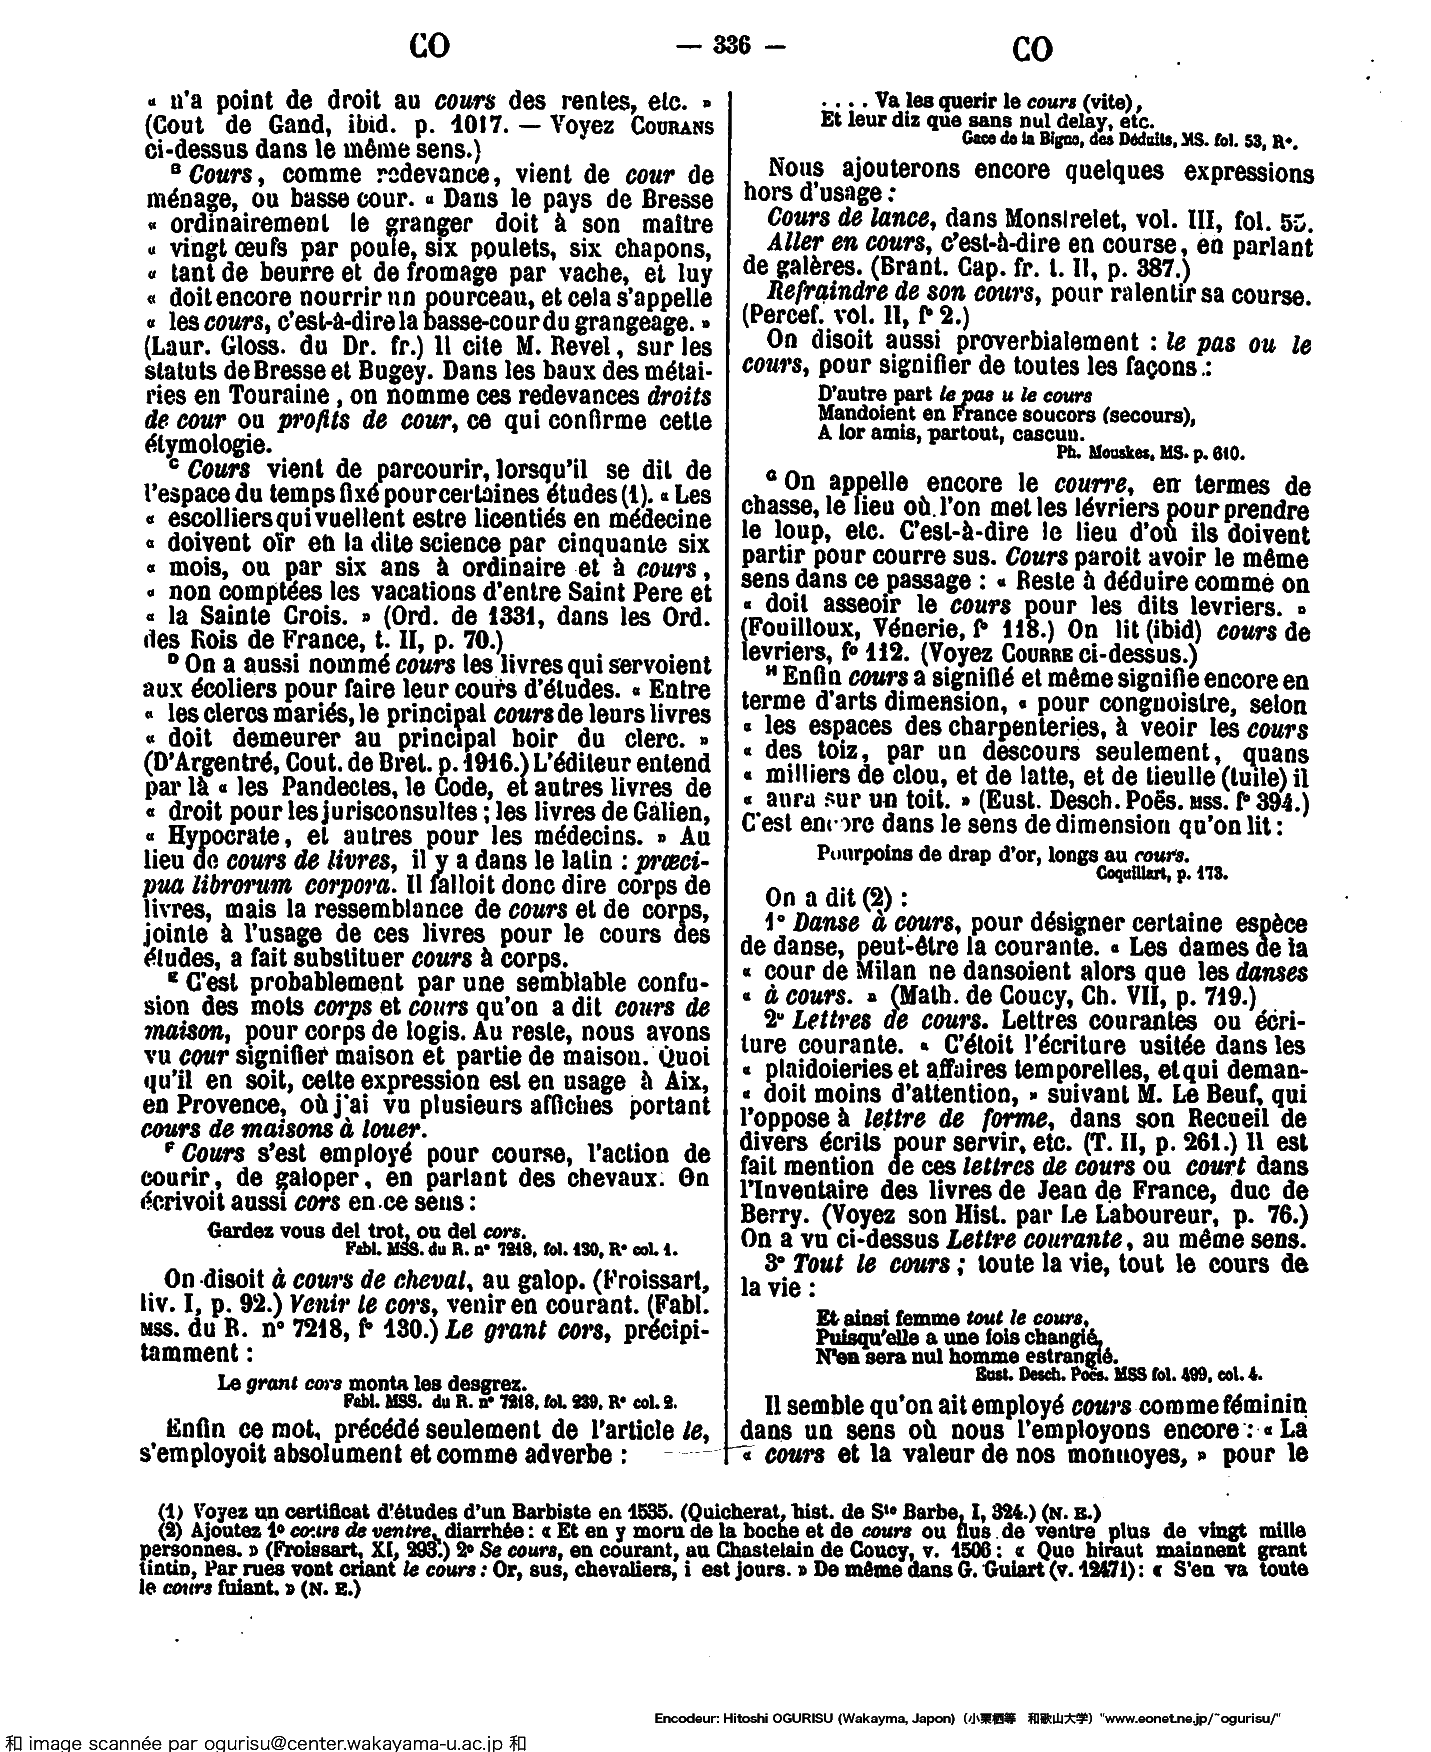 CO — 336 — CO
« n'a point de droit au cours des rentes, etc. »
(Cout de Gand, ibid. p. 1017. — Voyez COURANS
ci-dessus dans le même sens.)
B Cours, comme redevance, vient de cour de
ménage, ou basse cour. « Dans le pays de Bresse
« ordinairement le granger doit à son maître
« vingt œufs par poule, six poulets, six chapons,
« tant de beurre et de fromage par vache, et luy
« doit encore nourrir un pourceau, et cela s'appelle
« les cours, c'est-à-dire la basse-cour du grangeage. »
(Laur. Gloss. du Dr. fr.) Il cite M. Revel, sur les
statuts de Bresse et Bugey. Dans les baux des métai-
ries en Touraine, on nomme ces redevances droits
de cour ou profits de cour, ce qui confirme cette
étymologie.
C Cours vient de parcourir, lorsqu'il se dit de
l'espace du temps fixé pour certaines études (1). « Les
« escolliers qui vuellent estre licentiés en médecine
« doivent oïr en la dite science par cinquante six
« mois, ou par six ans à ordinaire et à cours,
« non comptées les vacations d'entre Saint Pere et
« la Sainte Crois. » (Ord. de 1331, dans les Ord.
des Rois de France, t. II, p. 70.)
D On a aussi nommé cours les livres qui servoient
aux écoliers pour faire leur cours d'études. « Entre
« les clercs mariés, le principal cours de leurs livres
« doit demeurer au principal hoir du clerc. »
(D'Argentré, Cout. de Bret. p. 1916.) L'éditeur entend
par là « les Pandectes, le Code, et autres livres de
« droit pour les jurisconsultes ; les livres de Galien,
« Hypocrate, et autres pour les médecins. » Au
lieu de cours de livres, il y a dans le latin : præci-
pua librorum corpora. Il falloit donc dire corps de
livres, mais la ressemblance de cours et de corps,
jointe à l'usage de ces livres pour le cours des
études, a fait substituer cours à corps.
E C'est probablement par une semblable confu-
sion des mots corps et cours qu'on a dit cours de
maison, pour corps de logis. Au reste, nous avons
vu cour signifier maison et partie de maison. Quoi
qu'il en soit, cette expression est en usage à Aix,
en Provence, où j'ai vu plusieurs affiches portant
cours de maisons à louer.
F Cours s'est employé pour course, l'action de
courir, de galoper, en parlant des chevaux. On
écrivoit aussi cors en ce sens :
Gardez vous del trot, ou del cors.
Fabl. MSS. du R. n° 7218, fol. 130, R° col. 1.
On disoit à cours de cheval, au galop. (Froissart,
liv. I, p. 92.) Venir le cors, venir en courant. (Fabl.
MSS. du R. n° 7218, f° 130.) Le grant cors, précipi-
tamment :
Le grant cors monta les desgrez.
Fabl. MSS. du R. n° 7218, fol. 239, R° col. 2.
Enfin ce mot, précédé seulement de l'article le,
s'employoit absolument et comme adverbe :
. . . . Va les querir le cours (vite),
Et leur diz que sans nul delay, etc.
Gace de la Bigne, des Déduits, MS. fol. 53, R°.
Nous ajouterons encore quelques expressions
hors d'usage :
Cours de lance, dans Monstrelet, vol. III, fol. 55.
Aller en cours, c'est-à-dire en course, en parlant
de galères. (Brant. Cap. fr. t. II, p. 387.)
Refraindre de son cours, pour ralentir sa course.
(Percef. vol. II, f° 2.)
On disoit aussi proverbialement : le pas ou le
cours, pour signifier de toutes les façons :
D'autre part le pas u le cours
Mandoient en France soucors (secours),
A lor amis, partout, cascun.
Ph. Mouskes, MS. p. 610.
G On appelle encore le courre, en termes de
chasse, le lieu où l'on met les lévriers pour prendre
le loup, etc. C'est-à-dire le lieu d'où ils doivent
partir pour courre sus. Cours paroit avoir le même
sens dans ce passage : « Reste à déduire comme on
« doit asseoir le cours pour les dits levriers. »
(Fouilloux, Vénerie, f° 118.) On lit (ibid) cours de
levriers, f° 112. (Voyez COURRE ci-dessus.)
H Enfin cours a signifié et même signifie encore en
terme d'arts dimension, « pour congnoistre, selon
« les espaces des charpenteries, à veoir les cours
« des toiz, par un descours seulement, quans
« milliers de clou, et de latte, et de tieulle (tuile) il
« aura sur un toit. » (Eust. Desch. Poës. MSS. f° 394.)
C'est encore dans le sens de dimension qu'on lit :
Pourpoins de drap d'or, longs au cours.
Coquillart, p. 173.
On a dit (2) :
1° Danse à cours, pour désigner certaine espèce
de danse, peut-être la courante. « Les dames de la
« cour de Milan ne dansoient alors que les danses
« à cours. » (Math. de Coucy, Ch. VII, p. 719.)
2° Lettres de cours. Lettres courantes ou écri-
ture courante. « C'étoit l'écriture usitée dans les
« plaidoieries et affaires temporelles, et qui deman-
« doit moins d'attention, » suivant M. Le Beuf, qui
l'oppose à lettre de forme, dans son Recueil de
divers écrits pour servir, etc. (T. II, p. 261.) Il est
fait mention de ces lettres de cours ou court dans
l'Inventaire des livres de Jean de France, duc de
Berry. (Voyez son Hist. par Le Laboureur, p. 76.)
On a vu ci-dessus Lettre courante, au même sens.
3° Tout le cours ; toute la vie, tout le cours de
la vie :
Et ainsi femme tout le cours,
Puisqu'elle a une fois changié,
N'en sera nul homme estrangié.
Eust. Desch. Poës. MSS fol. 499, col. 4.
Il semble qu'on ait employé cours comme féminin
dans un sens où nous l'employons encore : « La
« cours et la valeur de nos monnoyes, » pour le
(1) Voyez un certificat d'études d'un Barbiste en 1535. (Quicherat, hist. de Ste Barbe, I, 324.) (N. E.)
(2) Ajoutez 1° cours de ventre, diarrhée : « Et en y moru de la boche et de cours ou flus de ventre plus de vingt mille
personnes. » (Froissart, XI, 293.) 2° Se cours, en courant, au Chastelain de Coucy, v. 1506 : « Que hiraut mainnent grant
tintin, Par rues vont criant le cours : Or, sus, chevaliers, i est jours. » De même dans G. Guiart (v. 12471) : « S'en va toute
le cours fuiant. » (N. E.)
Encodeur: Hitoshi OGURISU (Wakayma, Japon) (小栗栖等 和歌山大学) "www.eonet.ne.jp/~ogurisu/"
和 image scannée par ogurisu@center.wakayama-u.ac.jp 和